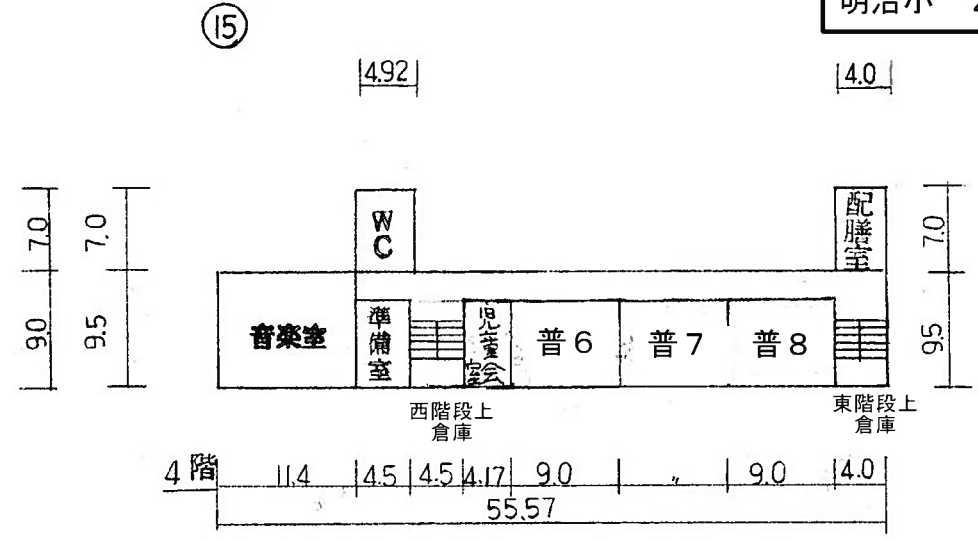 明治小
⑮
4.92
4.0
7.0
7.0
WC
配膳室
7.0
9.0
9.5
音楽室
準備室
児童会室
普6
普7
普8
9.5
西階段上
倉庫
東階段上
倉庫
4階
11.4
4.5
4.5
4.17
9.0
〃
9.0
4.0
55.57